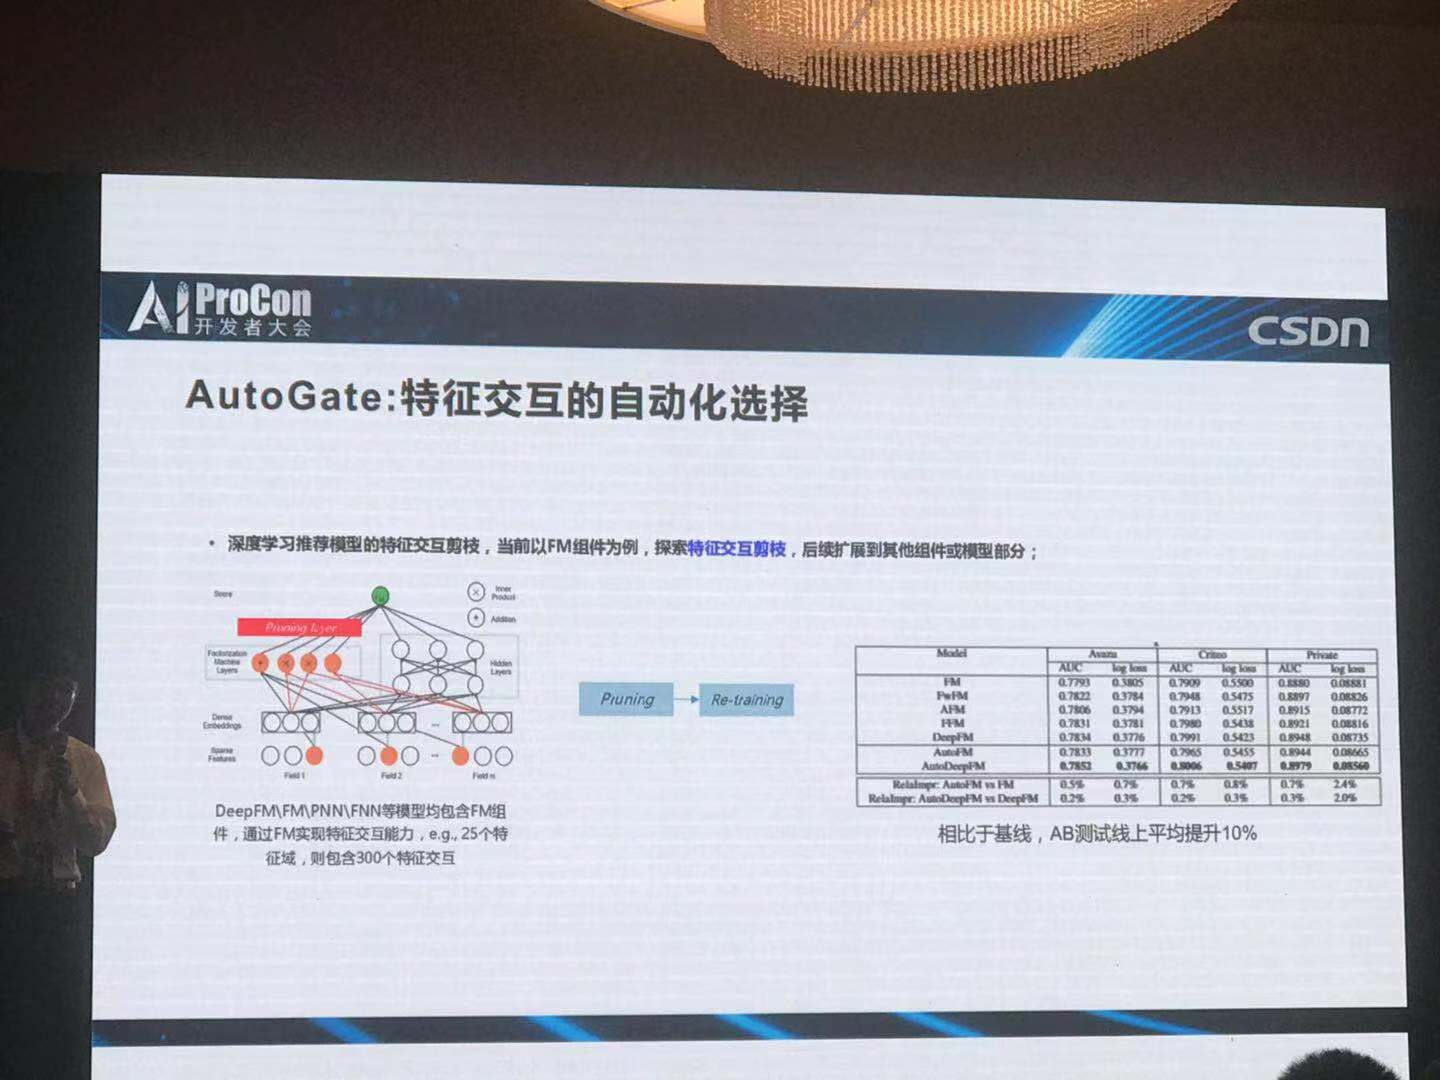 AI ProCon
开发者大会
CSDN
AutoGate:特征交互的自动化选择
• 深度学习推荐模型的特征交互剪枝，当前以FM组件为例，探索特征交互剪枝，后续扩展到其他组件或模型部分；
Score
Pruning layer
Inner
Product
Addition
Factorization
Machine
Layers
Hidden
Layers
Dense
Embeddings
Sparse
Features
Field 1 Field 2 Field m
DeepFM\FM\PNN\FNN等模型均包含FM组
件，通过FM实现特征交互能力，e.g., 25个特
征域，则包含300个特征交互
Pruning Re-training
Model Avazu Criteo Private
AUC log loss AUC log loss AUC log loss
FM 0.7793 0.3805 0.7909 0.5500 0.8880 0.08881
FwFM 0.7822 0.3784 0.7948 0.5475 0.8897 0.08826
AFM 0.7806 0.3794 0.7913 0.5517 0.8915 0.08772
FFM 0.7831 0.3781 0.7980 0.5438 0.8921 0.08816
DeepFM 0.7834 0.3776 0.7991 0.5423 0.8948 0.08735
AutoFM 0.7833 0.3777 0.7965 0.5455 0.8944 0.08665
AutoDeepFM 0.7852 0.3766 0.8006 0.5407 0.8979 0.08560
RelaImpr: AutoFM vs FM 0.5% 0.7% 0.7% 0.8% 0.7% 2.4%
RelaImpr: AutoDeepFM vs DeepFM 0.2% 0.3% 0.2% 0.3% 0.3% 2.0%
相比于基线，AB测试线上平均提升10%